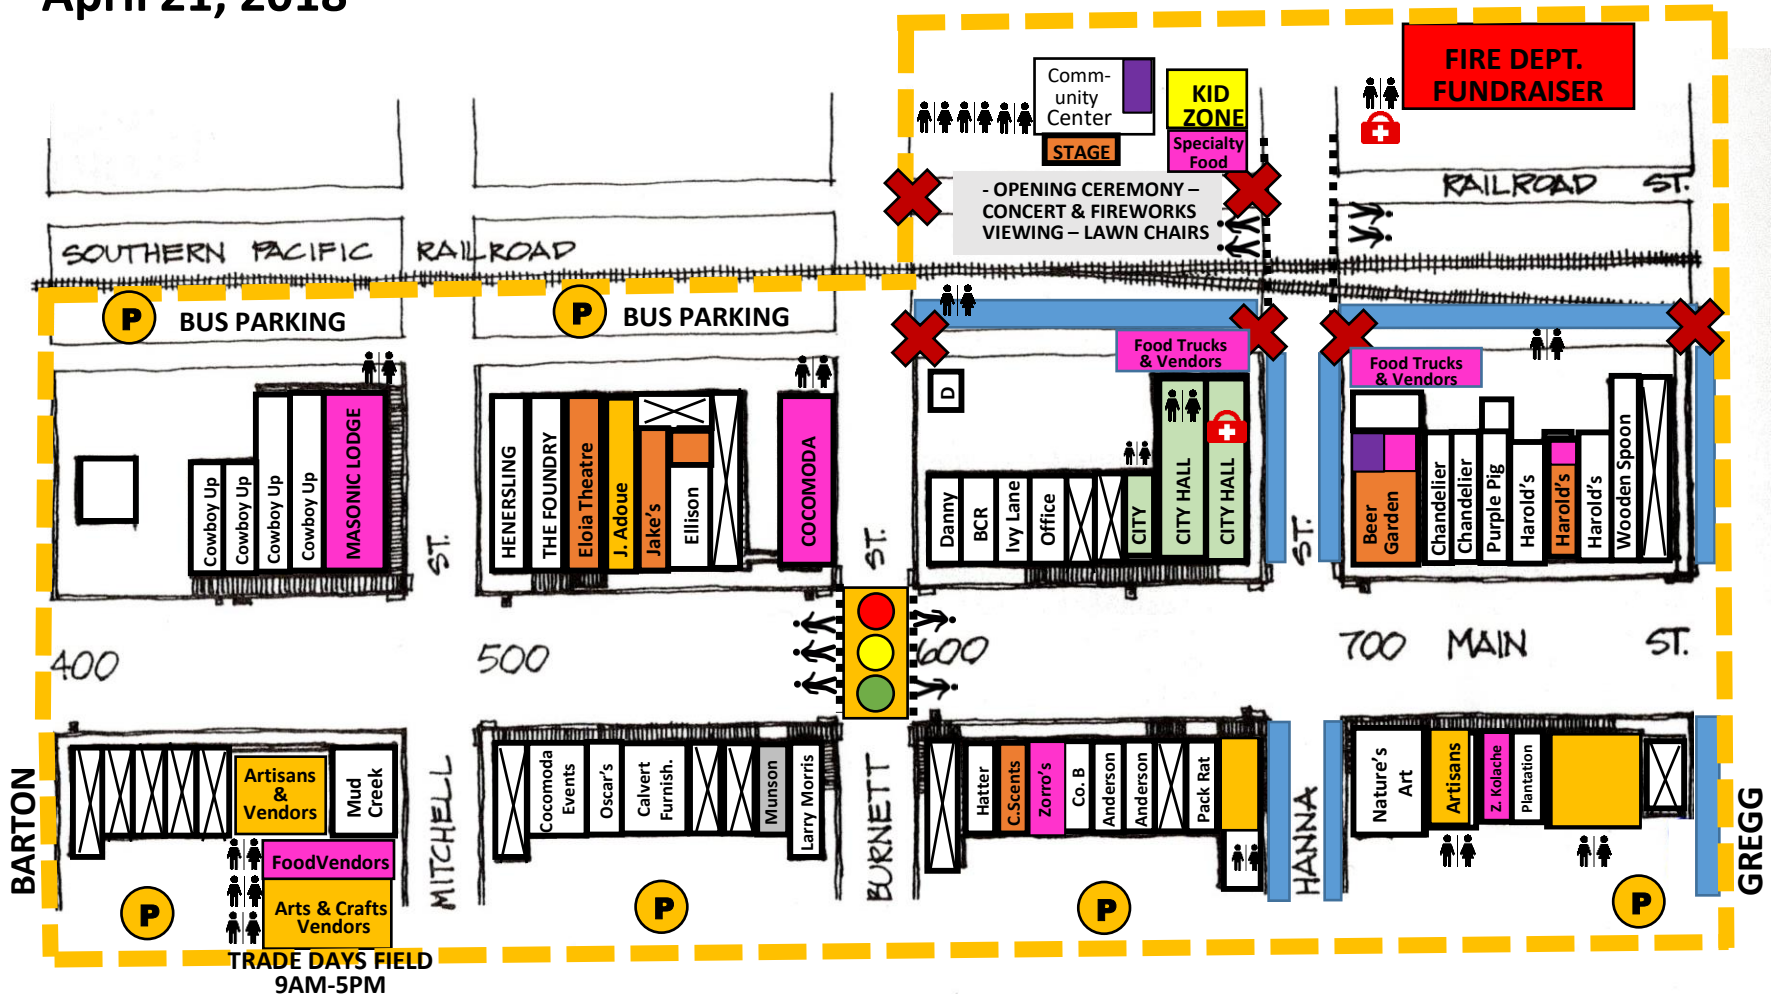 April 21, 2018
FIRE DEPT.
FUNDRAISER
Comm-
unity
Center
KID
ZONE
STAGE
Specialty
Food
- OPENING CEREMONY –
CONCERT & FIREWORKS
VIEWING – LAWN CHAIRS
RAILROAD ST.
SOUTHERN PACIFIC RAILROAD
P
BUS PARKING
P
BUS PARKING
Food Trucks
& Vendors
Food Trucks
& Vendors
D
Cowboy Up
Cowboy Up
Cowboy Up
Cowboy Up
MASONIC LODGE
ST.
HENERSLING
THE FOUNDRY
Eloia Theatre
J. Adoue
Jake's
Ellison
COCOMODA
ST.
Danny
BCR
Ivy Lane
Office
CITY
CITY HALL
CITY HALL
ST.
Beer
Garden
Chandelier
Chandelier
Purple Pig
Harold's
Harold's
Harold's
Wooden Spoon
400
500
600
700 MAIN ST.
BARTON
Artisans
&
Vendors
Mud
Creek
FoodVendors
Arts & Crafts
Vendors
P
TRADE DAYS FIELD
9AM-5PM
MITCHELL
Cocomoda
Events
Oscar's
Calvert
Furnish.
Munson
Larry Morris
P
BURNETT
Hatter
C.Scents
Zorro's
Co. B
Anderson
Anderson
Pack Rat
P
HANNA
Nature's
Art
Artisans
Z. Kolache
Plantation
P
GREGG